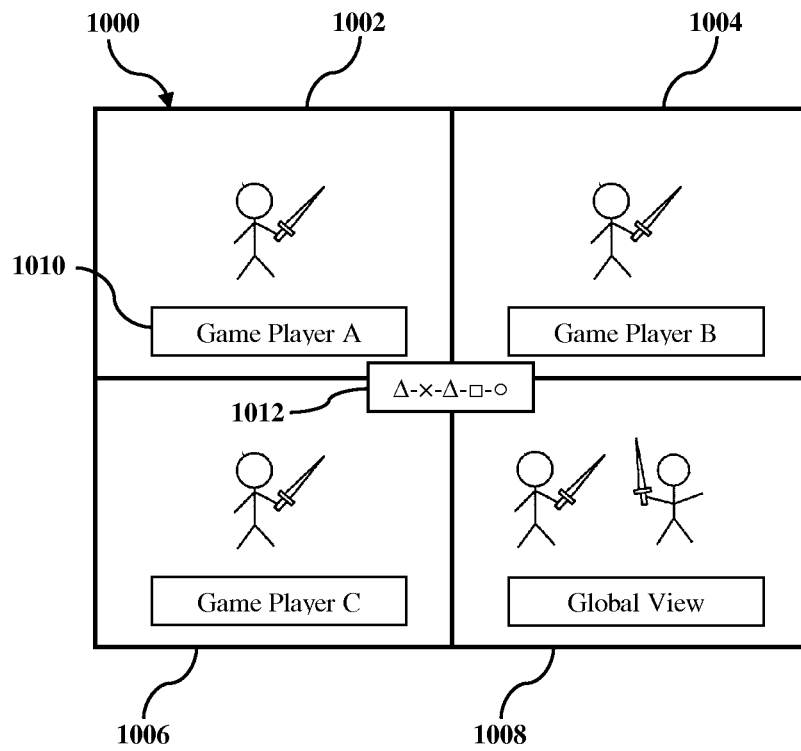 1000
1002
1004
1010
Game Player A
Game Player B
1012
Δ-×-Δ-□-○
Game Player C
Global View
1006
1008